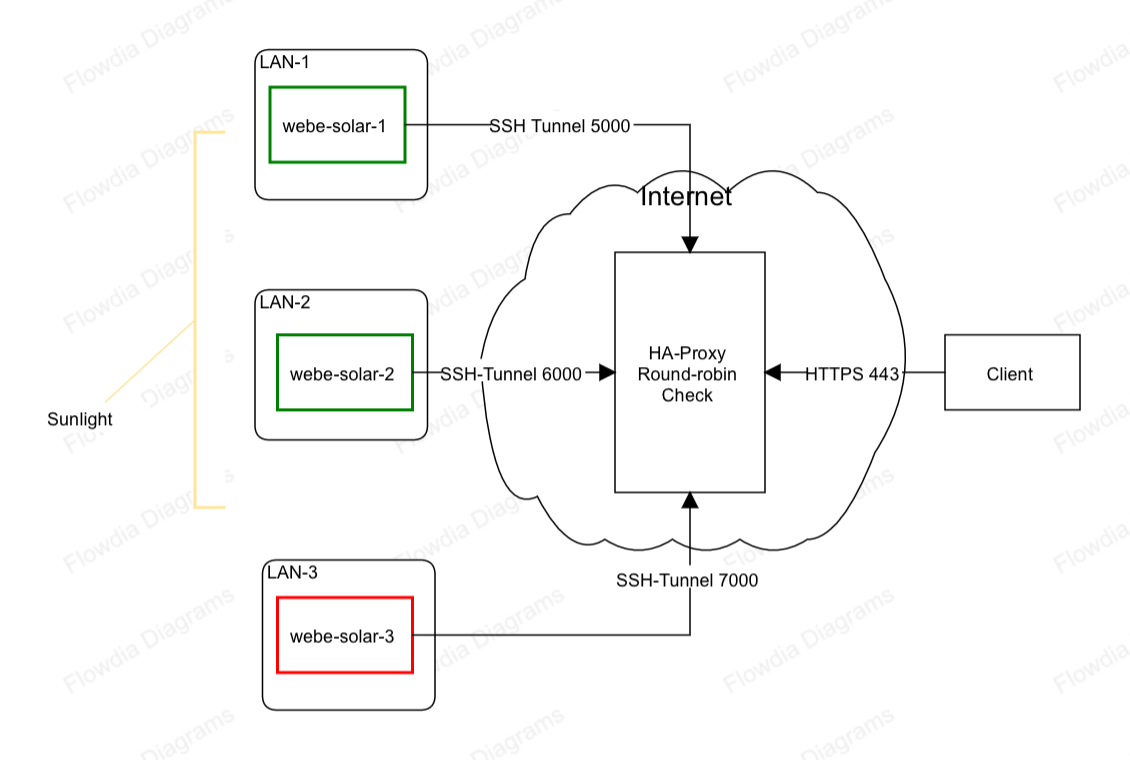 LAN-1
webe-solar-1
SSH Tunnel 5000
Internet
LAN-2
webe-solar-2
SSH-Tunnel 6000
HA-Proxy
Round-robin
Check
HTTPS 443
Client
Sunlight
LAN-3
webe-solar-3
SSH-Tunnel 7000
Flowdia Diagrams